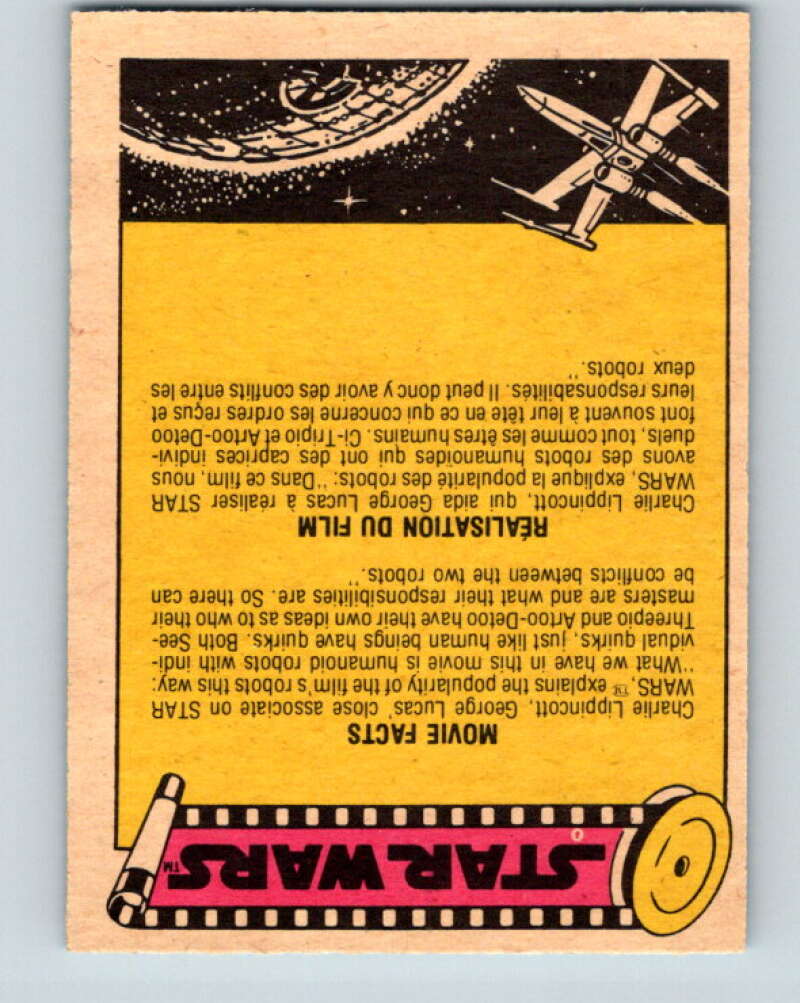 STAR WARS™
MOVIE FACTS
Charlie Lippincott, George Lucas' close associate on STAR
WARS,™ explains the popularity of the film's robots this way:
"What we have in this movie is humanoid robots with indi-
vidual quirks, just like human beings have quirks. Both See-
Threepio and Artoo-Detoo have their own ideas as to who their
masters are and what their responsibilities are. So there can
be conflicts between the two robots."
RÉALISATION DU FILM
Charlie Lippincott, qui aida George Lucas à réaliser STAR
WARS, explique la popularité des robots: "Dans ce film, nous
avons des robots humanoïdes qui ont des caprices indivi-
duels, tout comme les êtres humains. Ci-Tripio et Artoo-Detoo
font souvent à leur tête en ce qui concerne les ordres reçus et
leurs responsabilités. Il peut donc y avoir des conflits entre les
deux robots."